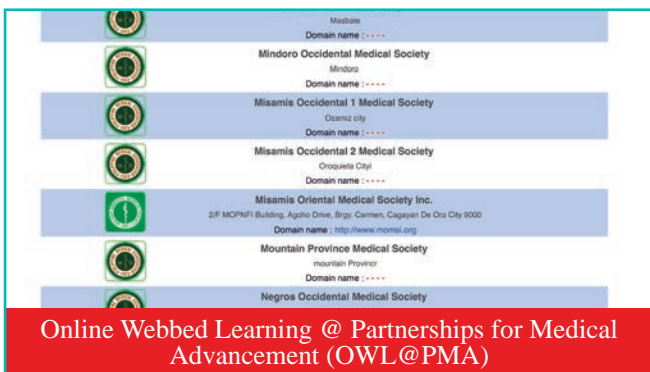 Masbate
Domain name : - - - -
Mindoro Occidental Medical Society
Mindoro
Domain name : - - - -
Misamis Occidental 1 Medical Society
Ozamiz city
Domain name : - - - -
Misamis Occidental 2 Medical Society
Oroquieta Cityl
Domain name : - - - -
Misamis Oriental Medical Society Inc.
2/F MOPNFI Building, Agoho Drive, Brgy. Carmen, Cagayan De Oro City 9000
Domain name : http://www.momsi.org
Mountain Province Medical Society
mountain Provincr
Domain name : - - - -
Negros Occidental Medical Society
Online Webbed Learning @ Partnerships for Medical
Advancement (OWL@PMA)